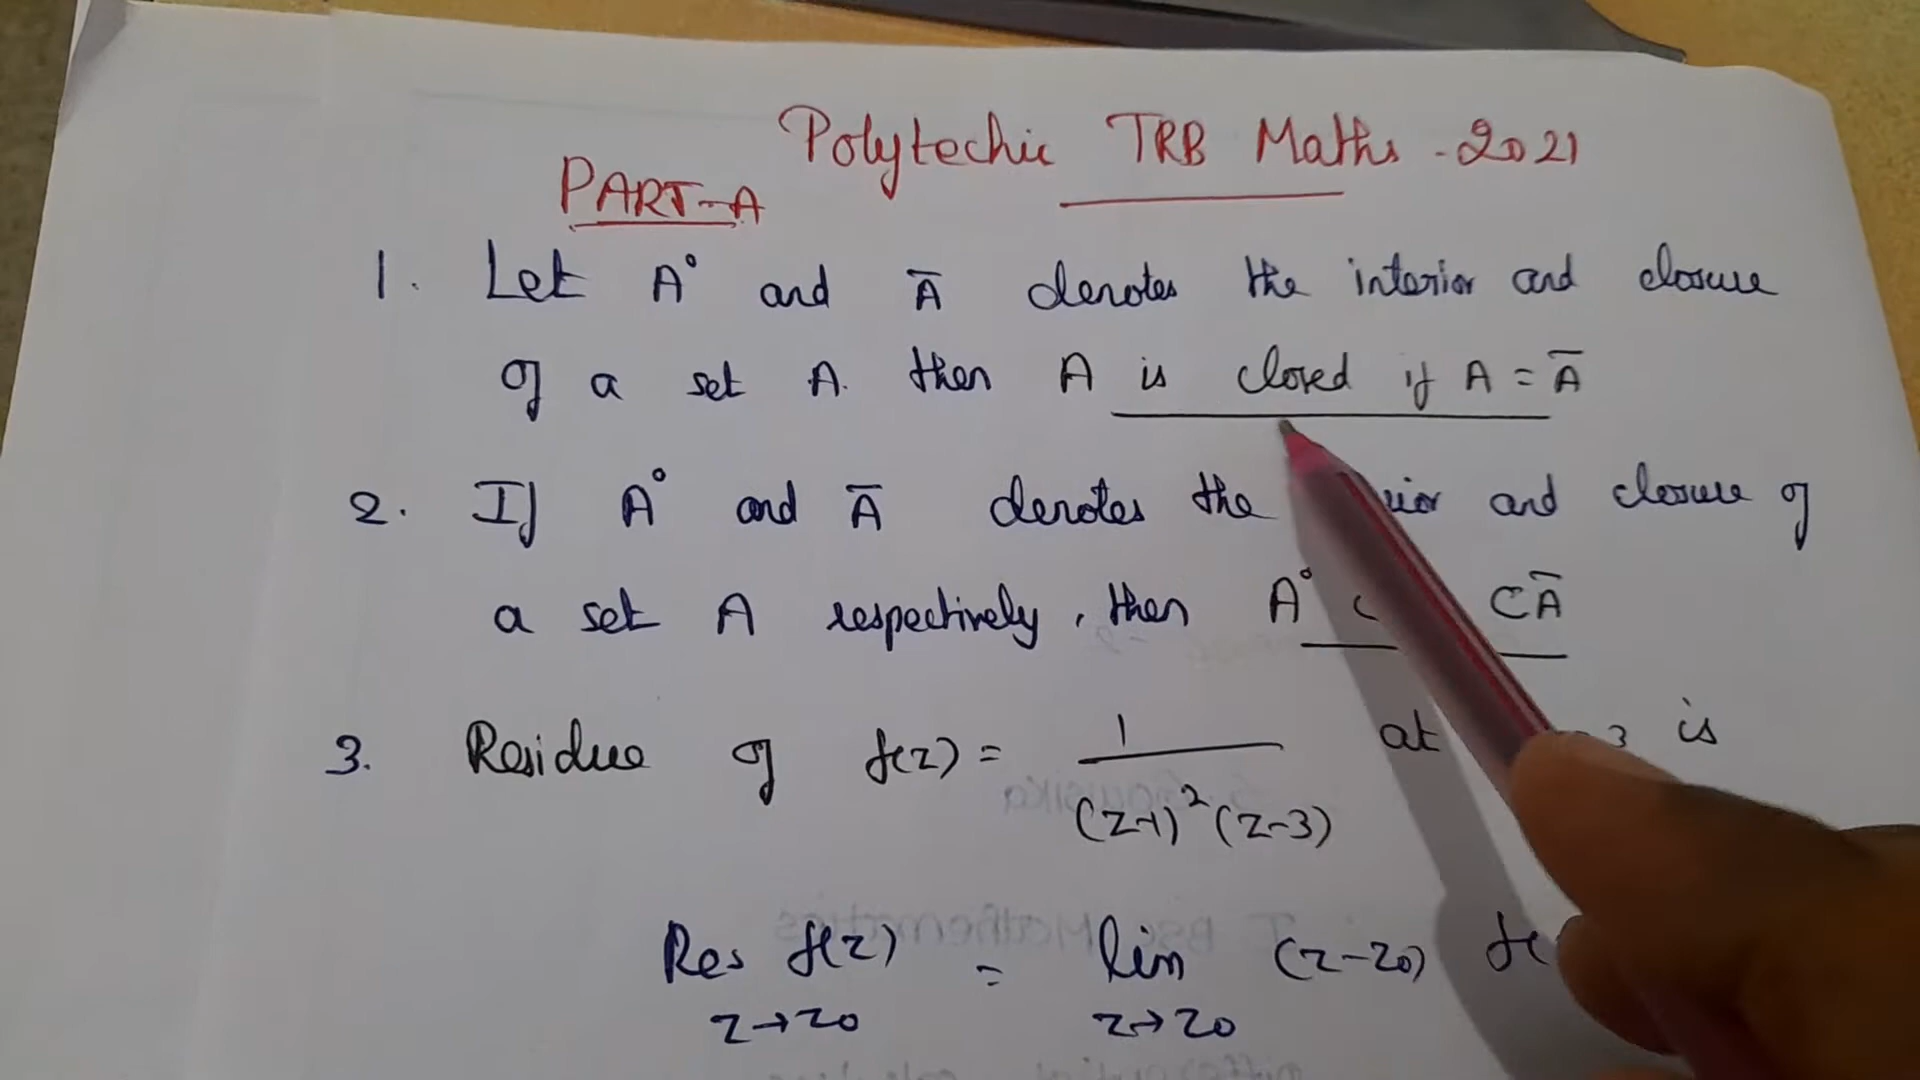 Polytechic TRB Maths - 2021
PART-A
1. Let A° and Ā denotes the interior and closure
of a set A. then A is closed if A = Ā
2. If A° and Ā denotes the and closure of
a set A respectively, then A° ⊂ ⊂ Ā
3. Residue of f(z) = 1 / (z-1)² (z-3) at 3 is
Res f(z) = lim (z-z0) f(
z→z0 z→z0